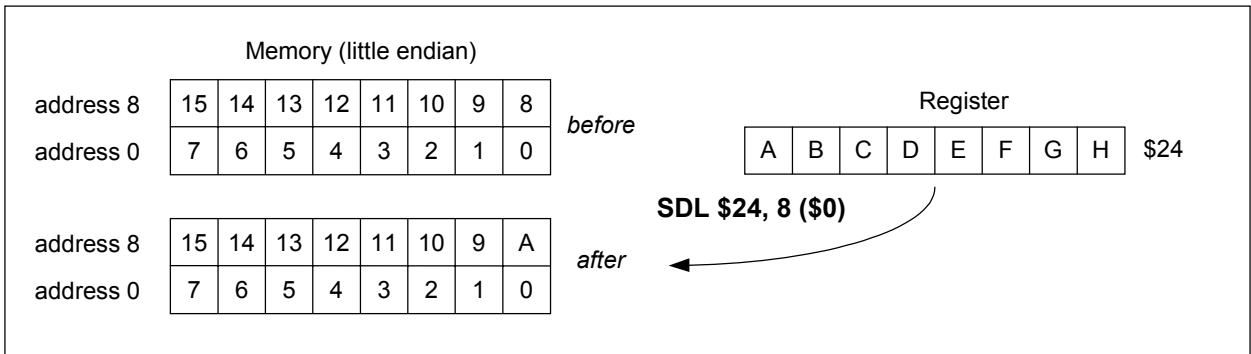 Memory (little endian)
address 8 15 14 13 12 11 10 9 8
address 0 7 6 5 4 3 2 1 0
before
Register
A B C D E F G H $24
SDL $24, 8 ($0)
address 8 15 14 13 12 11 10 9 A
address 0 7 6 5 4 3 2 1 0
after